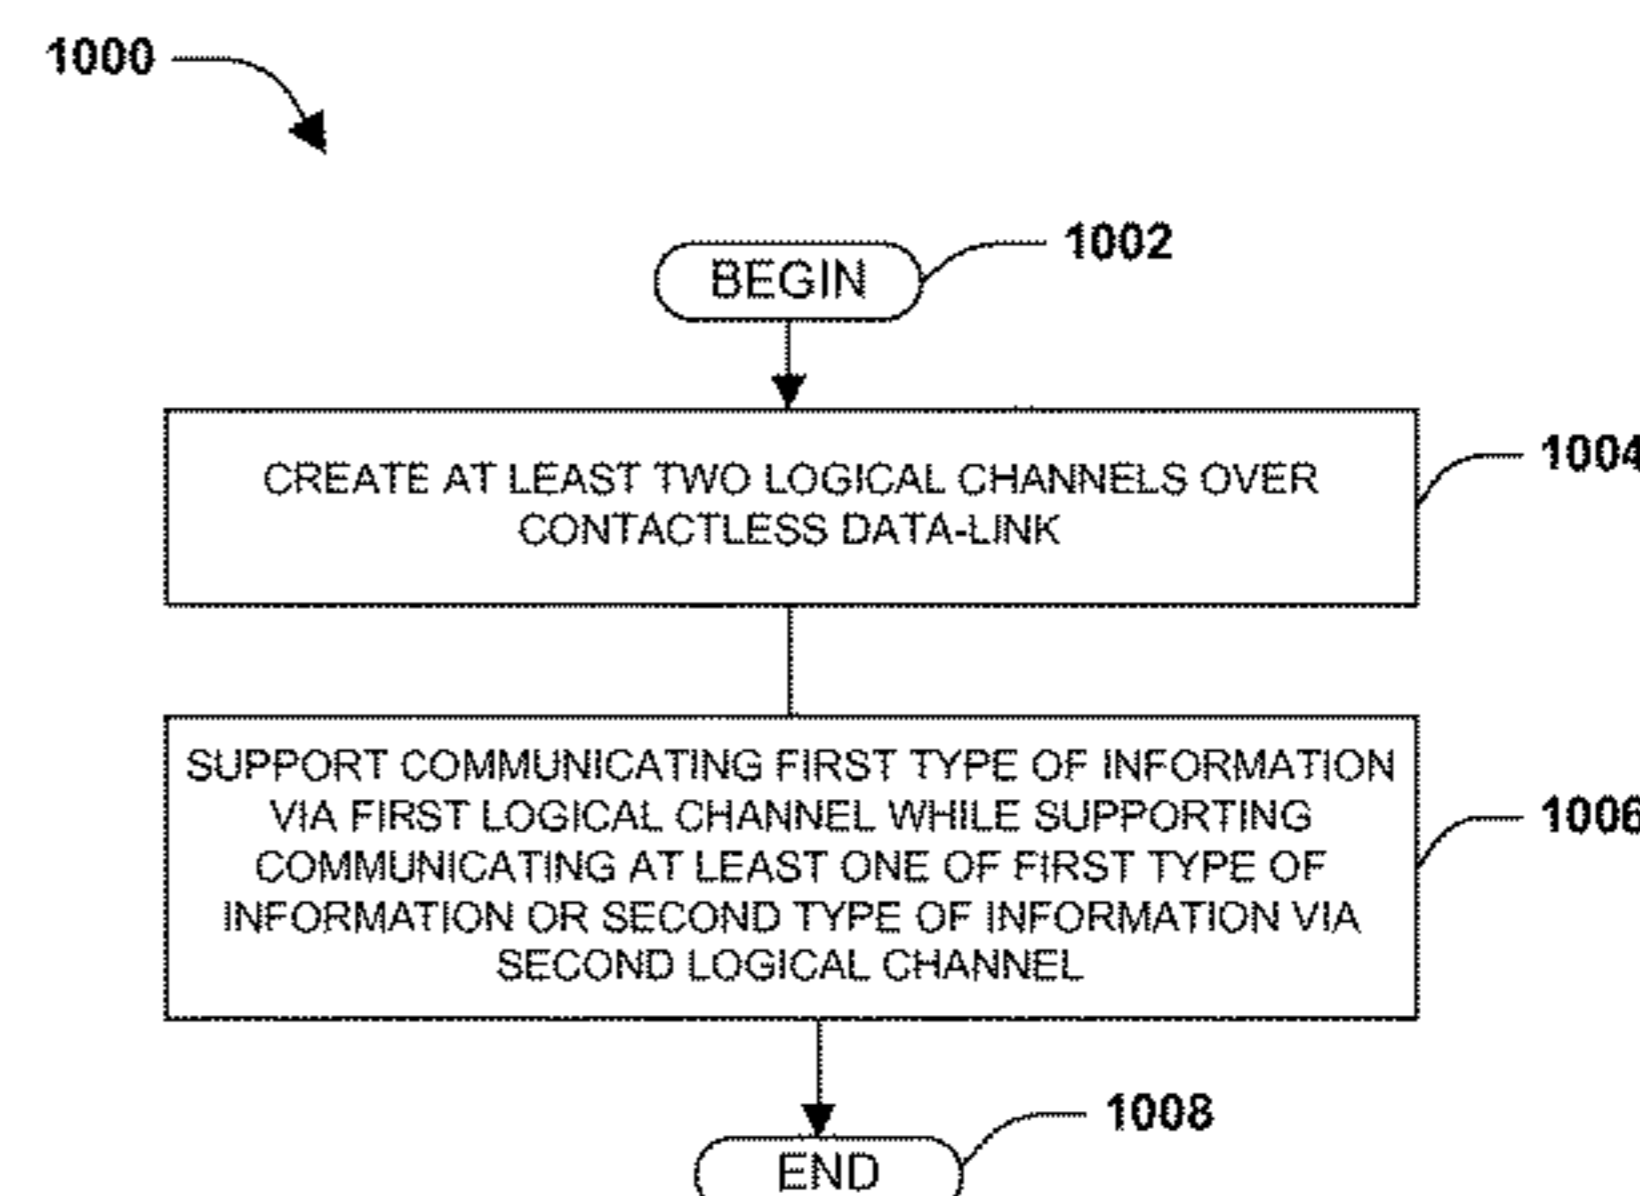 1000
1002
BEGIN
1004
CREATE AT LEAST TWO LOGICAL CHANNELS OVER
CONTACTLESS DATA-LINK
SUPPORT COMMUNICATING FIRST TYPE OF INFORMATION
VIA FIRST LOGICAL CHANNEL WHILE SUPPORTING
1006
COMMUNICATING AT LEAST ONE OF FIRST TYPE OF
INFORMATION OR SECOND TYPE OF INFORMATION VIA
SECOND LOGICAL CHANNEL
1008
END